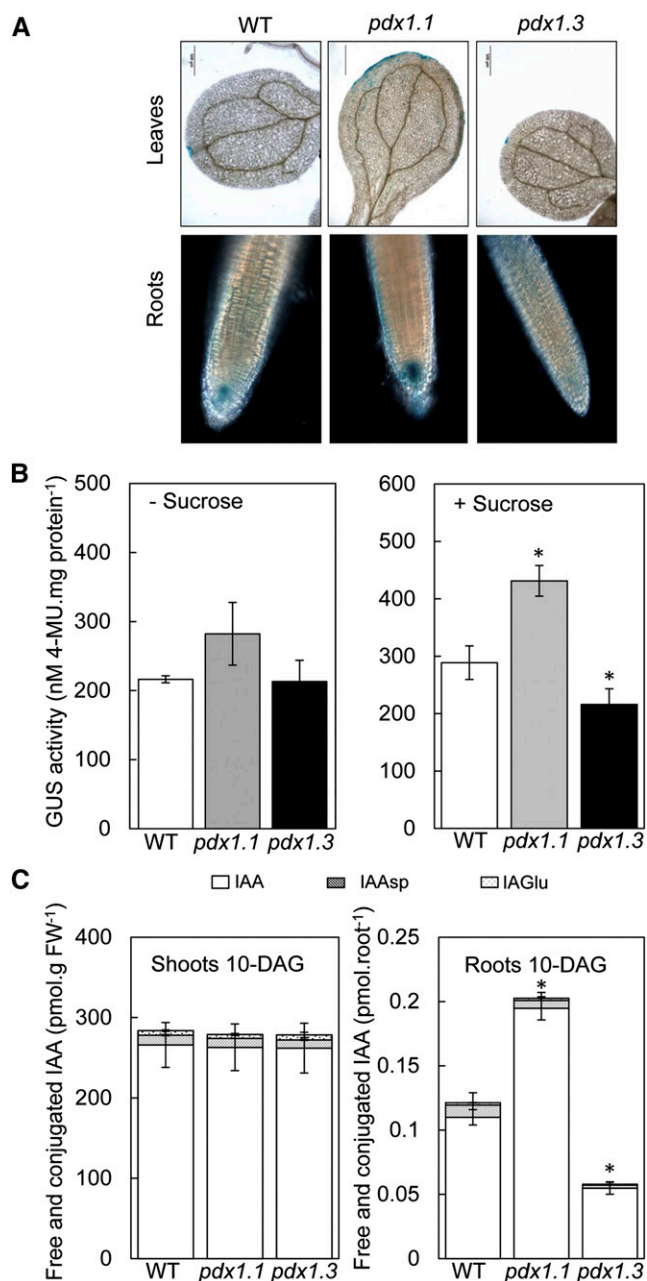 A
WT pdx1.1 pdx1.3
Leaves
Roots
B
GUS activity (nM 4-MU.mg protein⁻¹)
500
400
300
200
100
0
- Sucrose
WT pdx1.1 pdx1.3
600
500
400
300
200
100
0
+ Sucrose
*
*
WT pdx1.1 pdx1.3
C
IAA IAAsp IAGlu
Free and conjugated IAA (pmol.g FW⁻¹)
400
300
200
100
0
Shoots 10-DAG
WT pdx1.1 pdx1.3
Free and conjugated IAA (pmol.root⁻¹)
0.25
0.2
0.15
0.1
0.05
0
Roots 10-DAG
*
*
WT pdx1.1 pdx1.3